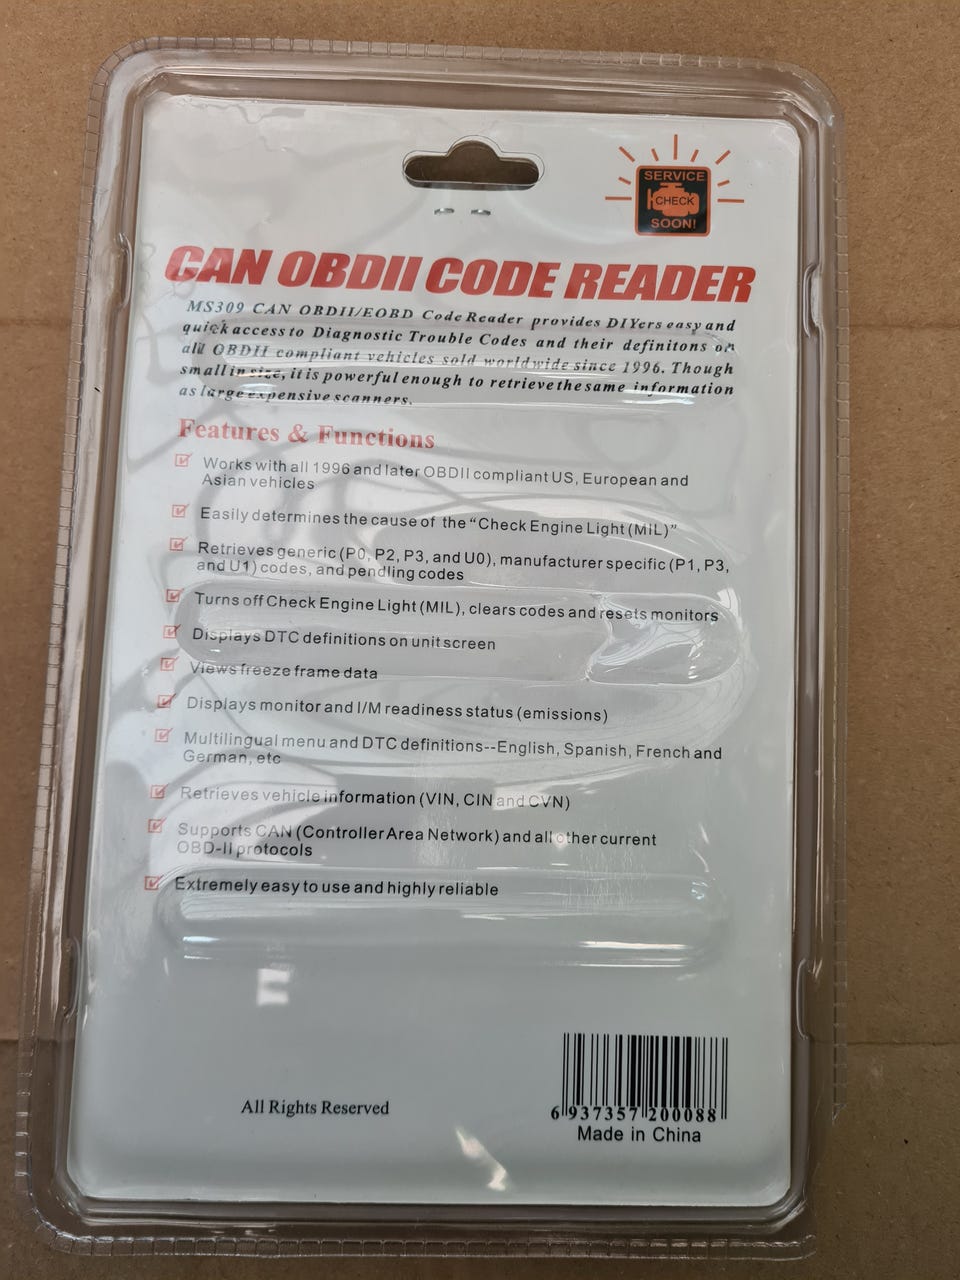 SERVICE
CHECK
SOON!
CAN OBDII CODE READER
MS309 CAN OBDII/EOBD Code Reader provides DIYers easy and
quick access to Diagnostic Trouble Codes and their definitons on
all OBDII compliant vehicles sold worldwide since 1996. Though
small in size, it is powerful enough to retrieve the same information
as large expensive scanners.
Features & Functions
Works with all 1996 and later OBDII compliant US, European and
Asian vehicles
Easily determines the cause of the “Check Engine Light (MIL)”
Retrieves generic (P0, P2, P3, and U0), manufacturer specific (P1, P3,
and U1) codes, and pendling codes
Turns off Check Engine Light (MIL), clears codes and resets monitors
Displays DTC definitions on unit screen
Views freeze frame data
Displays monitor and I/M readiness status (emissions)
Multilingual menu and DTC definitions--English, Spanish, French and
German, etc
Retrieves vehicle information (VIN, CIN and CVN)
Supports CAN (Controller Area Network) and all other current
OBD-II protocols
Extremely easy to use and highly reliable
All Rights Reserved
6 937357 200088
Made in China